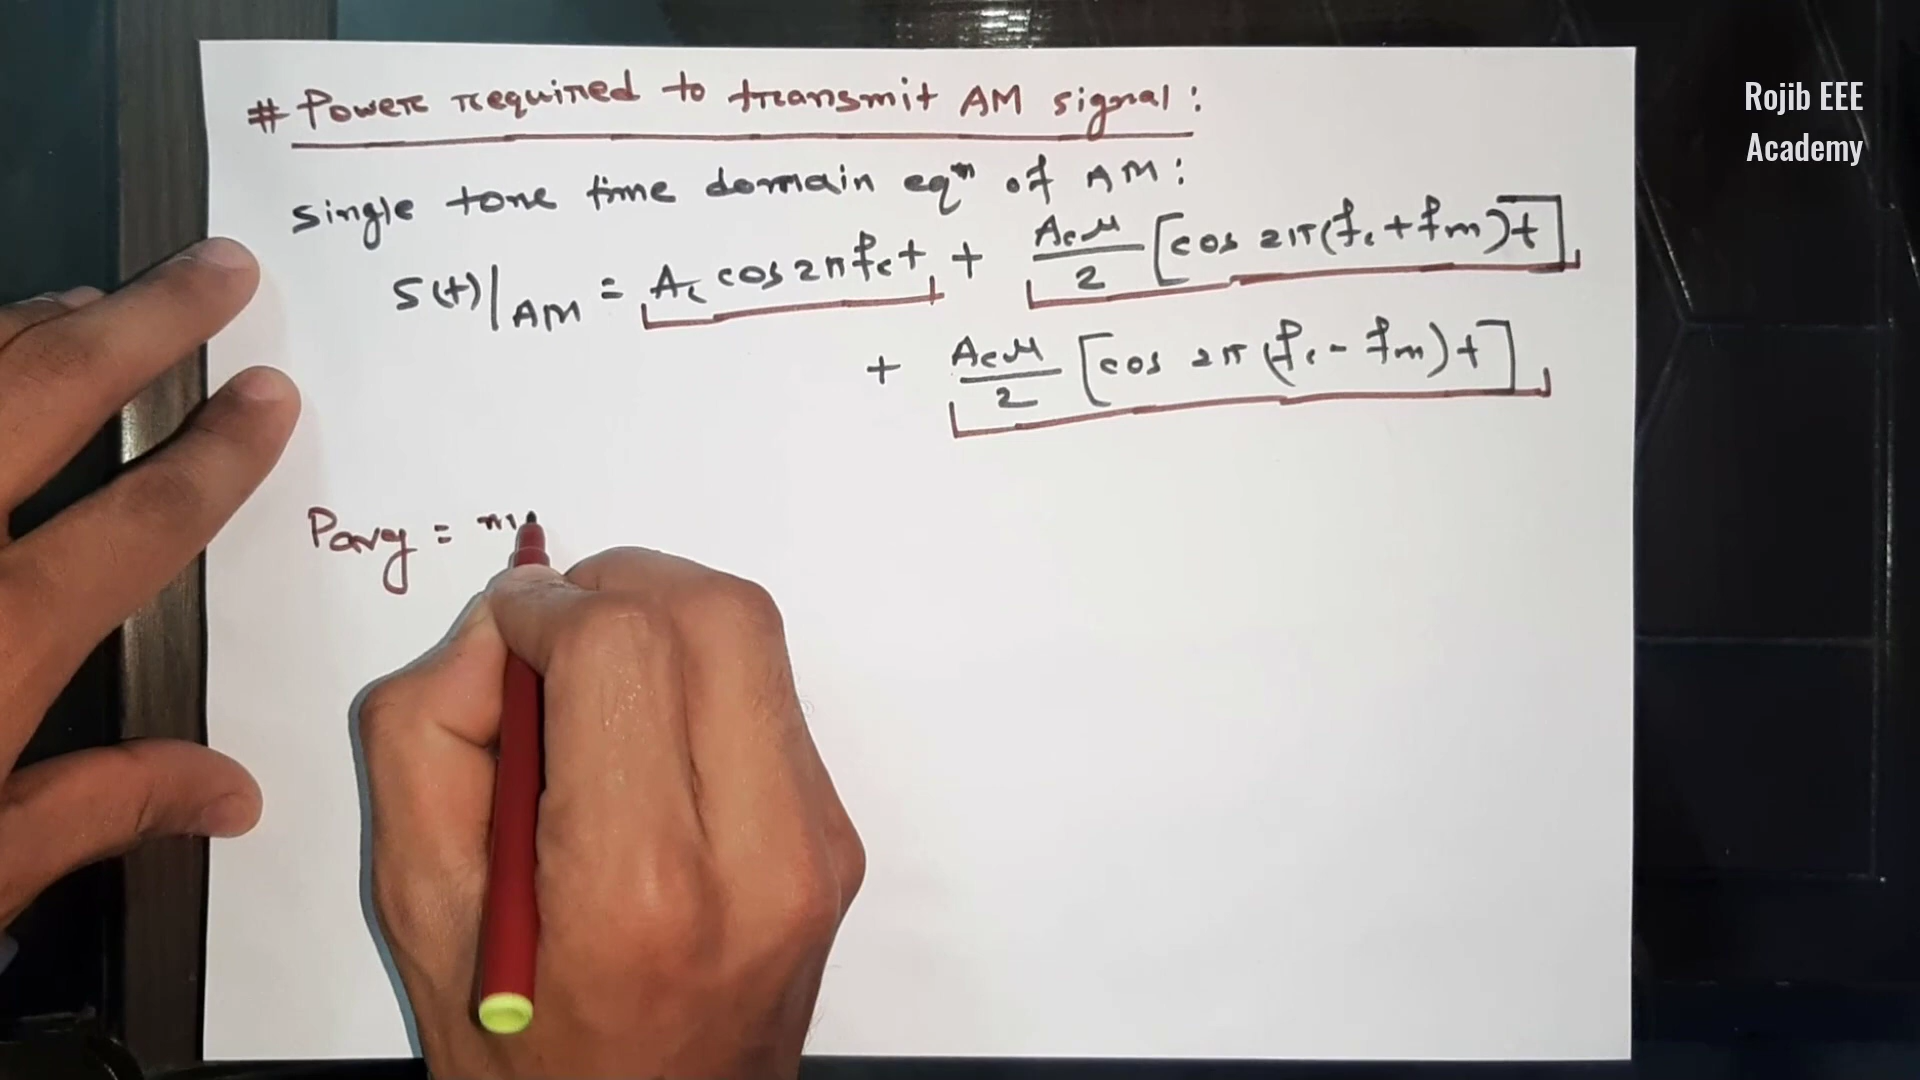 # Power required to transmit AM signal:
single tone time domain eqⁿ of AM:
S(t)|AM = Ac cos 2πfct + Acμ/2 [cos 2π(fc+fm)t]
+ Acμ/2 [cos 2π(fc-fm)t]
Pavg =
Rojib EEE
Academy